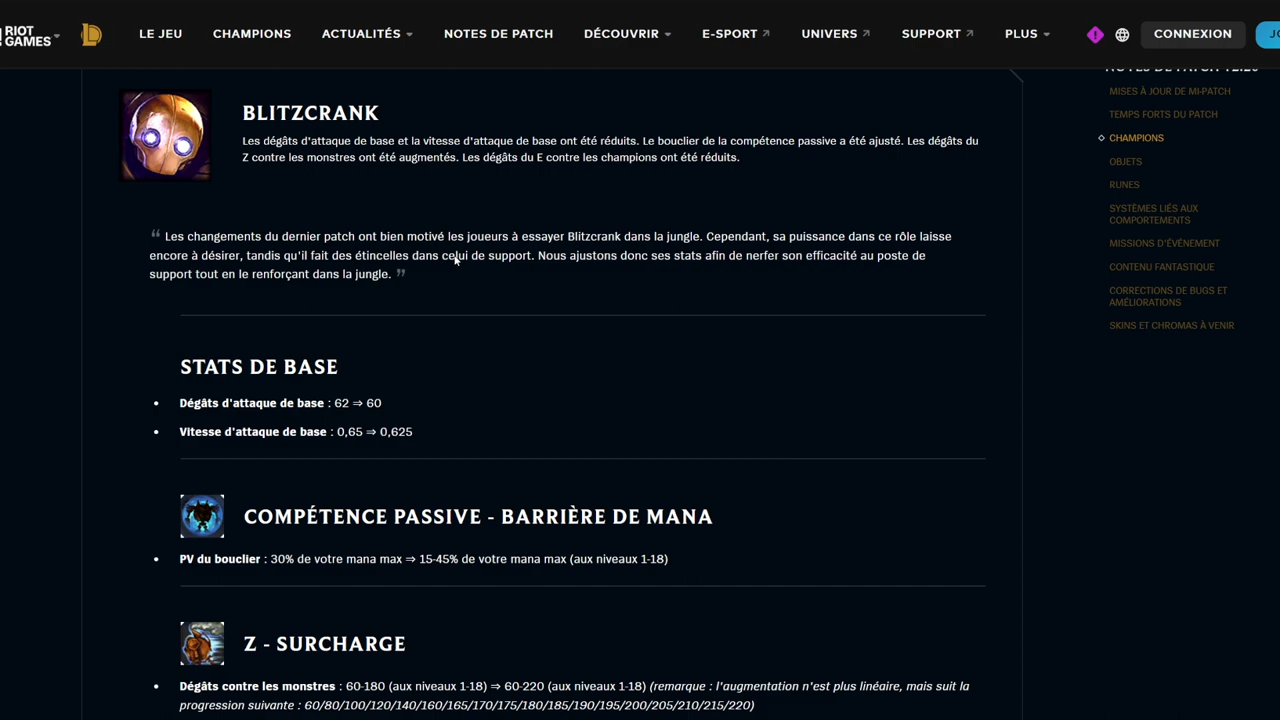 RIOT GAMES
LE JEU CHAMPIONS ACTUALITÉS NOTES DE PATCH DÉCOUVRIR E-SPORT UNIVERS SUPPORT PLUS CONNEXION
BLITZCRANK
Les dégâts d'attaque de base et la vitesse d'attaque de base ont été réduits. Le bouclier de la compétence passive a été ajusté. Les dégâts du
Z contre les monstres ont été augmentés. Les dégâts du E contre les champions ont été réduits.
“ Les changements du dernier patch ont bien motivé les joueurs à essayer Blitzcrank dans la jungle. Cependant, sa puissance dans ce rôle laisse
encore à désirer, tandis qu'il fait des étincelles dans celui de support. Nous ajustons donc ses stats afin de nerfer son efficacité au poste de
support tout en le renforçant dans la jungle. ”
STATS DE BASE
• Dégâts d'attaque de base : 62 ⇒ 60
• Vitesse d'attaque de base : 0,65 ⇒ 0,625
COMPÉTENCE PASSIVE - BARRIÈRE DE MANA
• PV du bouclier : 30% de votre mana max ⇒ 15-45% de votre mana max (aux niveaux 1-18)
Z - SURCHARGE
• Dégâts contre les monstres : 60-180 (aux niveaux 1-18) ⇒ 60-220 (aux niveaux 1-18) (remarque : l'augmentation n'est plus linéaire, mais suit la
progression suivante : 60/80/100/120/140/160/165/170/175/180/185/190/195/200/205/210/215/220)
MISES À JOUR DE MI-PATCH
TEMPS FORTS DU PATCH
CHAMPIONS
OBJETS
RUNES
SYSTÈMES LIÉS AUX
COMPORTEMENTS
MISSIONS D'ÉVÉNEMENT
CONTENU FANTASTIQUE
CORRECTIONS DE BUGS ET
AMÉLIORATIONS
SKINS ET CHROMAS À VENIR